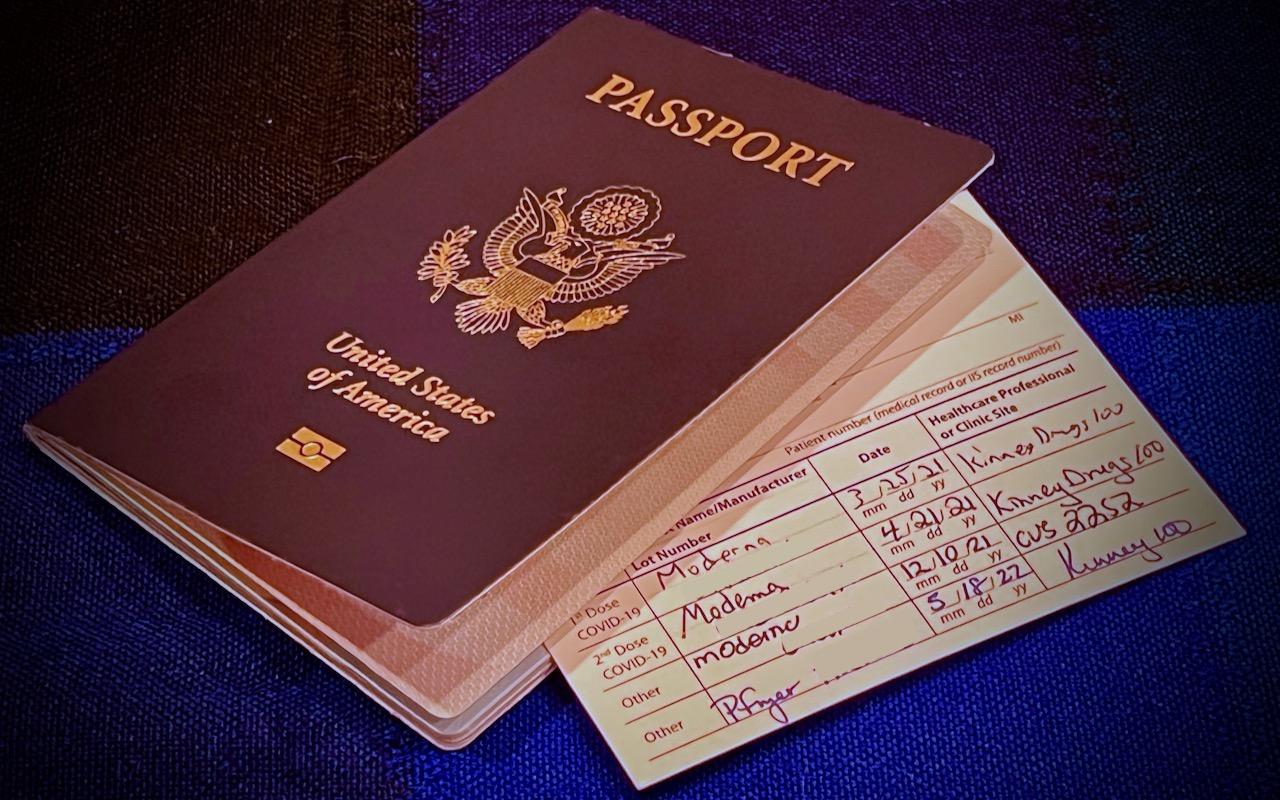 PASSPORT
United States
of America
MI
Patient number (medical record or IIS record number)
Name/Manufacturer
Lot Number
Date
Healthcare Professional
or Clinic Site
1st Dose
COVID-19
Moderna
3/25/21
mm dd yy
Kinney Drugs 100
2nd Dose
COVID-19
Moderna
4/21/21
mm dd yy
Kinney Drugs 100
Other
moderna
12/10/21
mm dd yy
CVS 2252
Other
Pfizer
5/18/22
mm dd yy
Kinney 100